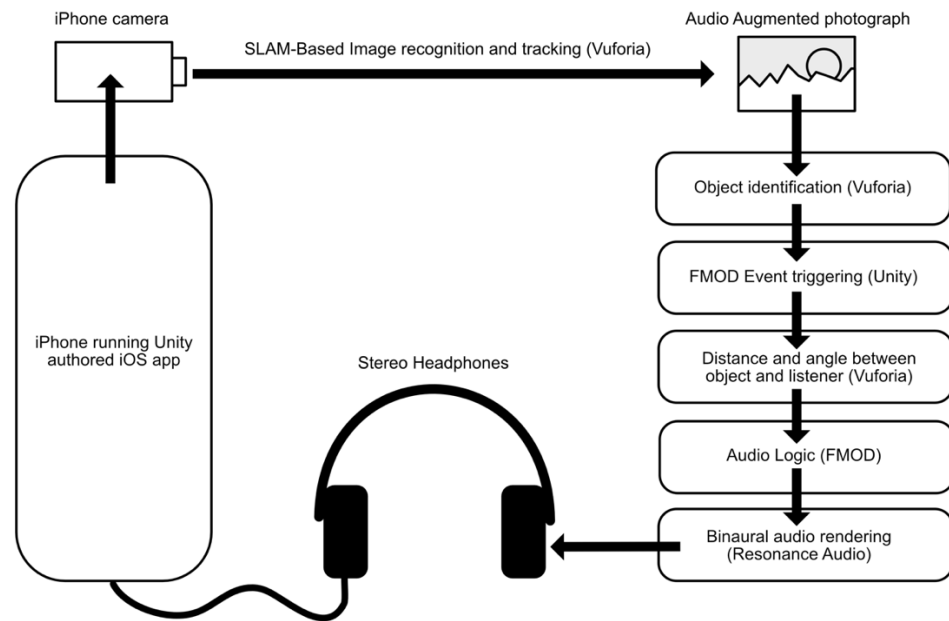 iPhone camera
SLAM-Based Image recognition and tracking (Vuforia)
Audio Augmented photograph
Object identification (Vuforia)
FMOD Event triggering (Unity)
Distance and angle between
object and listener (Vuforia)
Audio Logic (FMOD)
Binaural audio rendering
(Resonance Audio)
iPhone running Unity
authored iOS app
Stereo Headphones